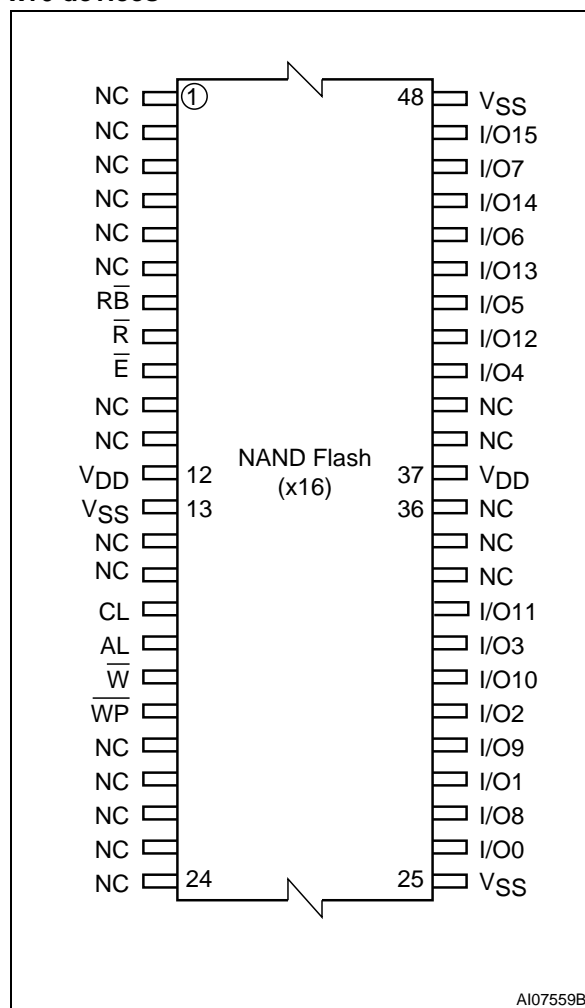 NC 1 48 VSS
NC I/O15
NC I/O7
NC I/O14
NC I/O6
NC I/O13
RB̅ I/O5
R̅ I/O12
E̅ I/O4
NC NC
NC NAND Flash NC
VDD 12 (x16) 37 VDD
VSS 13 36 NC
NC NC
NC NC
CL I/O11
AL I/O3
W̅ I/O10
W̅P̅ I/O2
NC I/O9
NC I/O1
NC I/O8
NC I/O0
NC 24 25 VSS
AI07559B